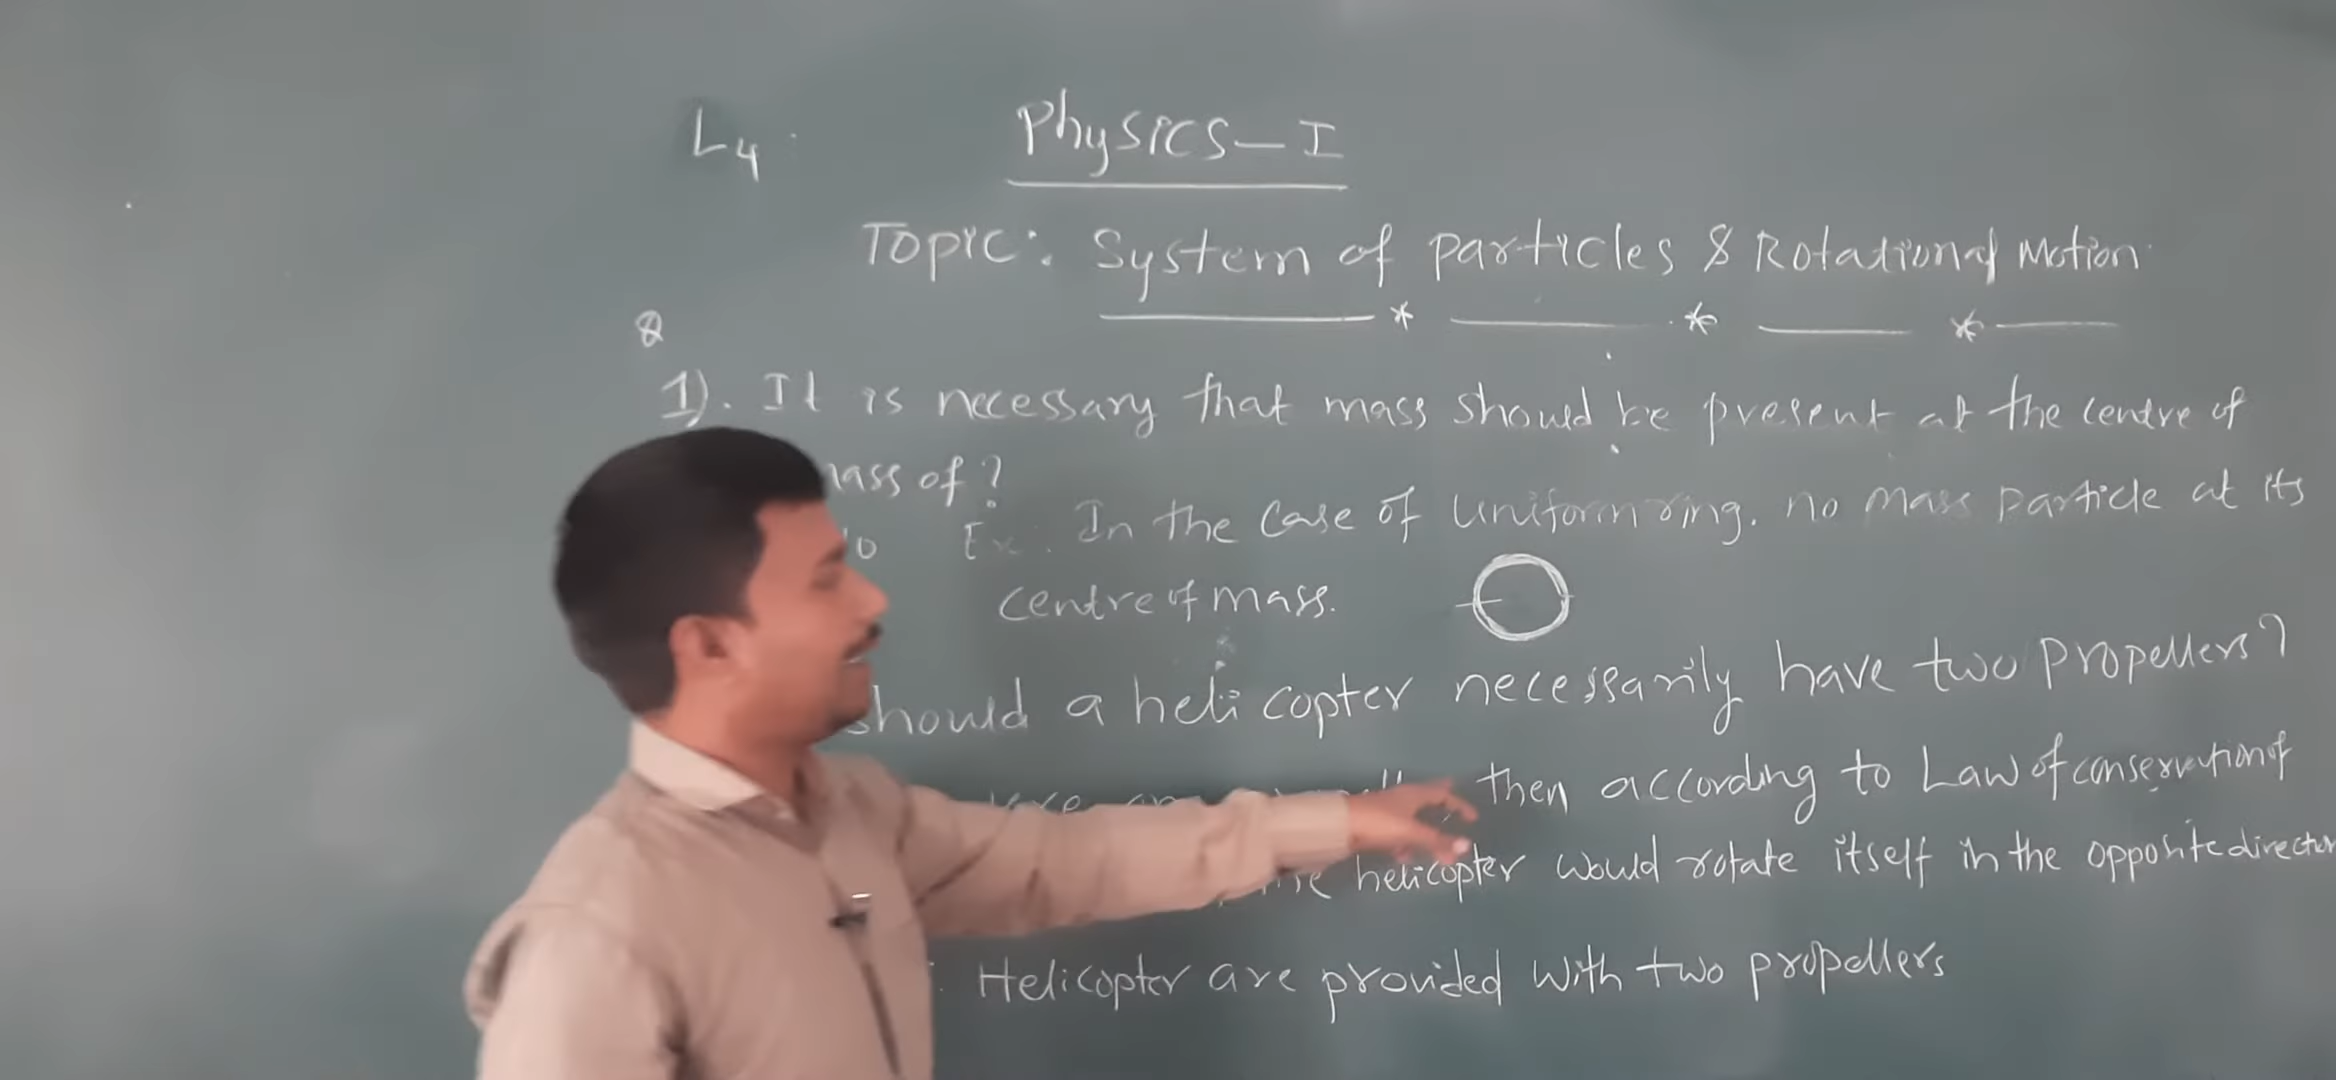 L4 Physics-I
Topic: System of particles & Rotational Motion
Q
1). It is necessary that mass should be present at the centre of
mass of?
No Ex. In the case of Uniform ring. no mass particle at its
centre of mass.
should a helicopter necessarily have two propellers?
then according to Law of conservation of
the helicopter would rotate itself in the opposite direction
Helicopter are provided with two propellers